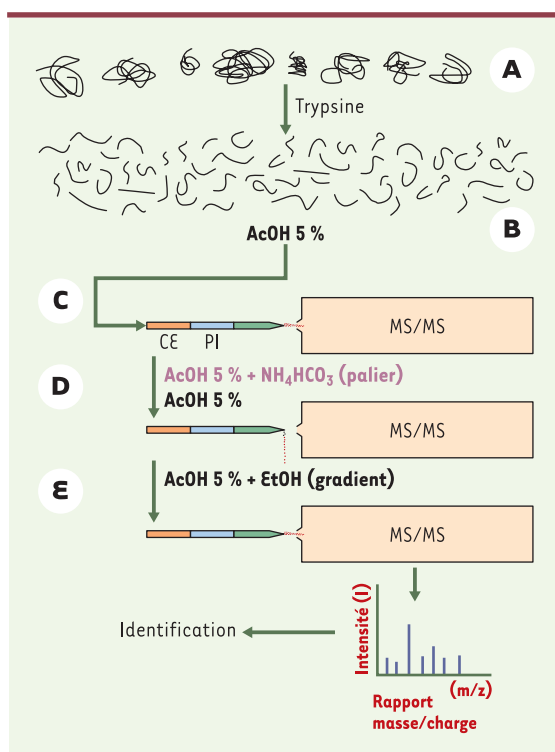 A
Trypsine
B
AcOH 5 %
C
MS/MS
CE PI
AcOH 5 % + NH₄HCO₃ (palier)
D
AcOH 5 %
MS/MS
E
AcOH 5 % + EtOH (gradient)
MS/MS
Intensité (I)
Identification
(m/z)
Rapport
masse/charge